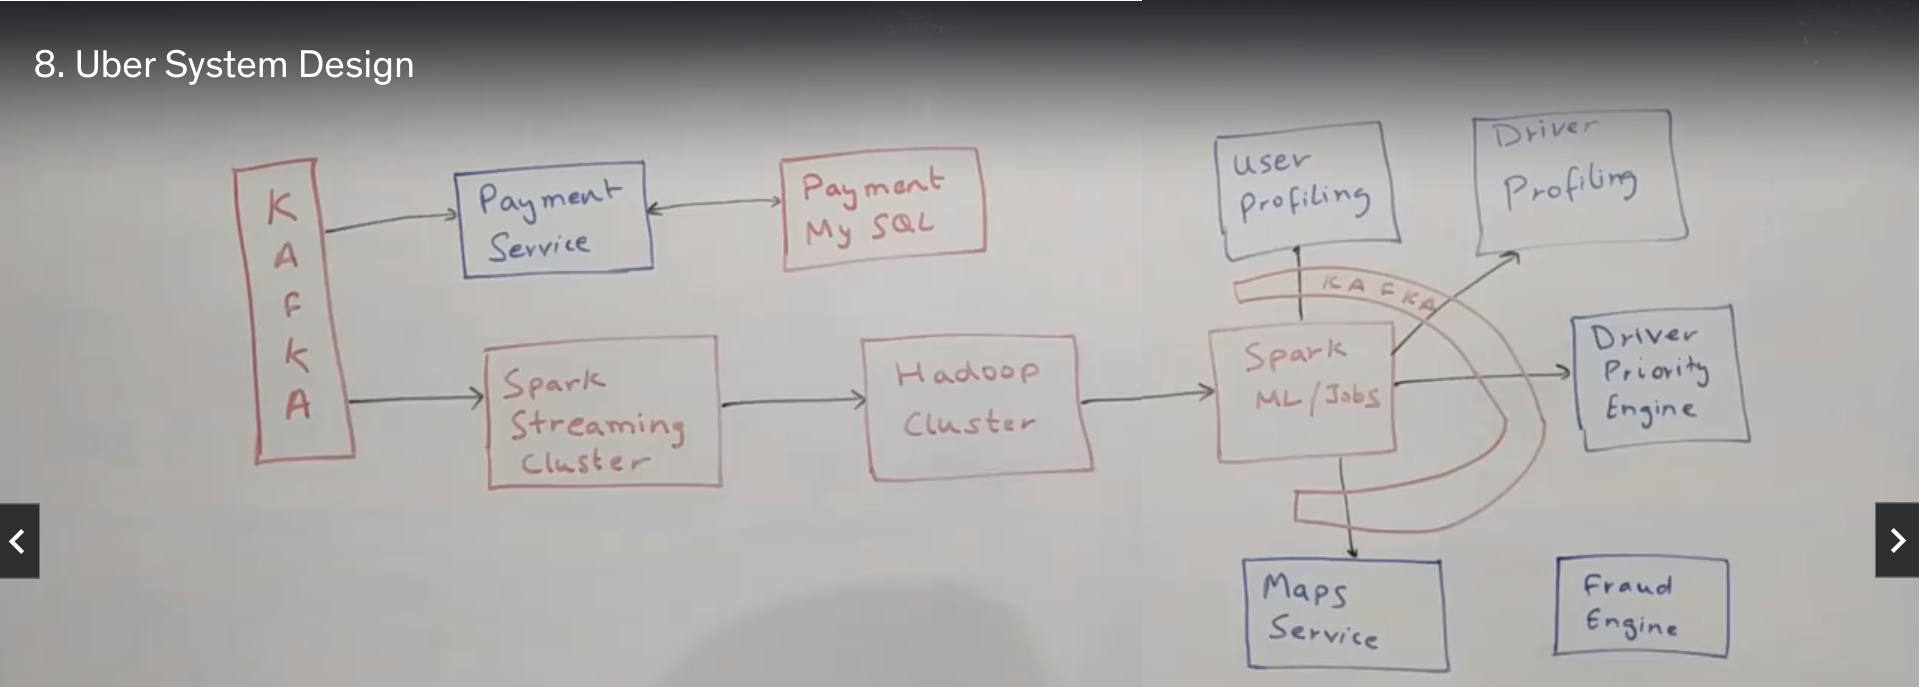 8. Uber System Design
K
A
F
K
A
Payment
Service
Payment
My SQL
Spark
Streaming
Cluster
Hadoop
Cluster
User
Profiling
Driver
Profiling
KAFKA
Spark
ML/Jobs
Driver
Priority
Engine
Maps
Service
Fraud
Engine